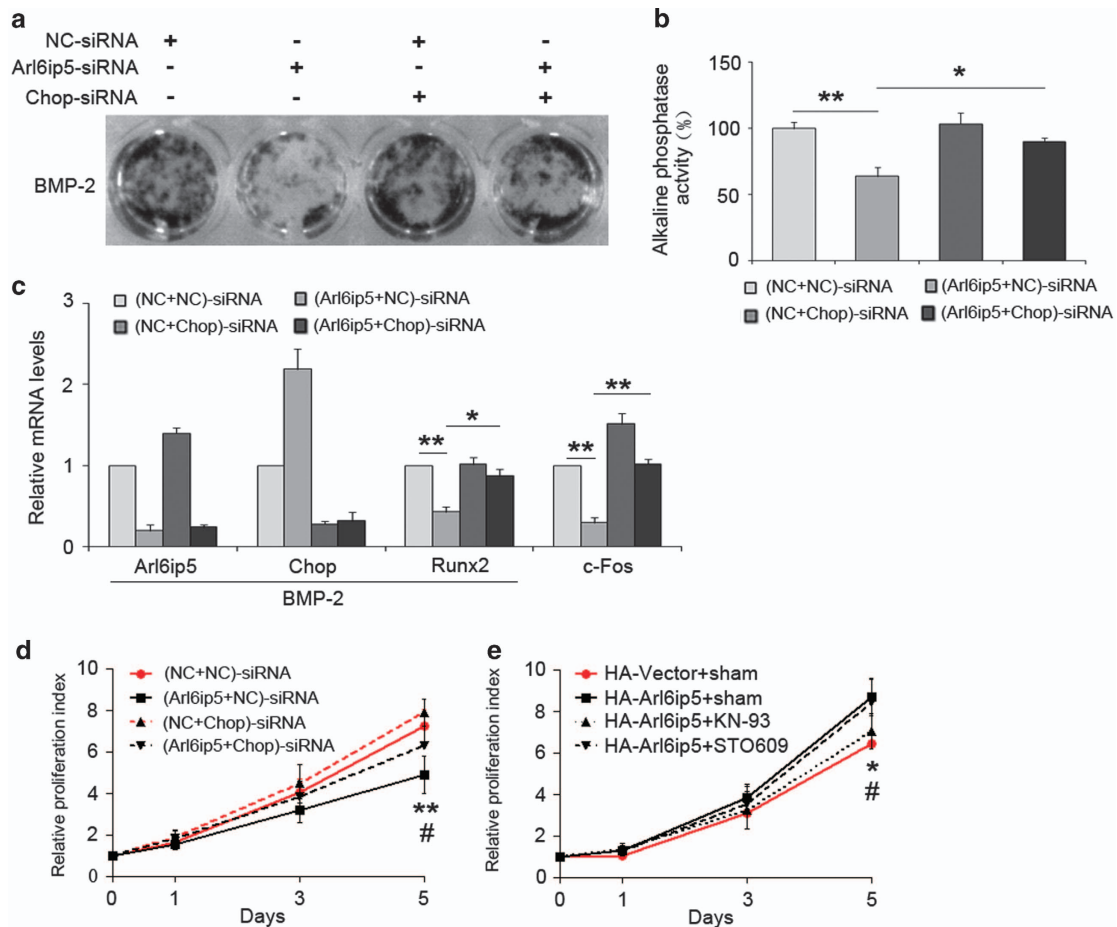 a
NC-siRNA + - + -
Arl6ip5-siRNA - + - +
Chop-siRNA - - + +
BMP-2
b
Alkaline phosphatase
actvity (%)
150
100
50
0
**
*
(NC+NC)-siRNA (Arl6ip5+NC)-siRNA
(NC+Chop)-siRNA (Arl6ip5+Chop)-siRNA
c
Relative mRNA levels
3
2
1
0
(NC+NC)-siRNA (Arl6ip5+NC)-siRNA
(NC+Chop)-siRNA (Arl6ip5+Chop)-siRNA
** * ** **
Arl6ip5 Chop Runx2 c-Fos
BMP-2
d
Relative proliferation index
10
8
6
4
2
0
(NC+NC)-siRNA
(Arl6ip5+NC)-siRNA
(NC+Chop)-siRNA
(Arl6ip5+Chop)-siRNA
**
#
0 1 3 5
Days
e
Relative proliferation index
10
8
6
4
2
0
HA-Vector+sham
HA-Arl6ip5+sham
HA-Arl6ip5+KN-93
HA-Arl6ip5+STO609
*
#
0 1 3 5
Days